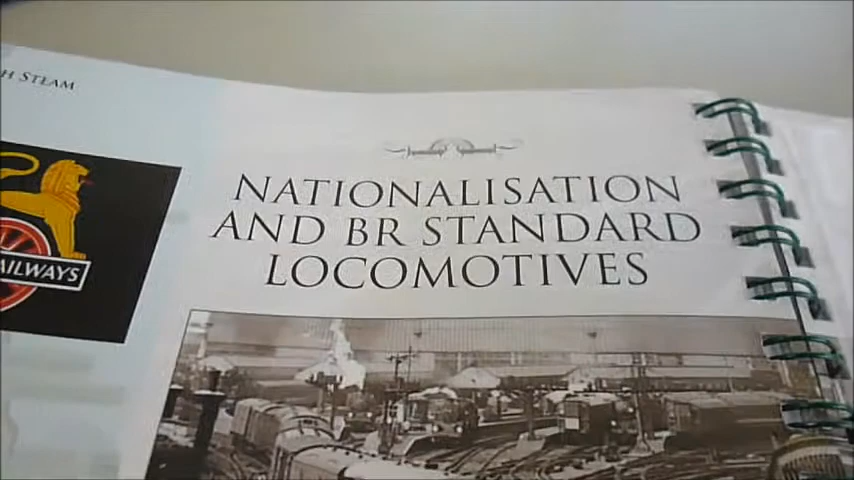 H STEAM
NATIONALISATION
AND BR STANDARD
LOCOMOTIVES
AILWAYS